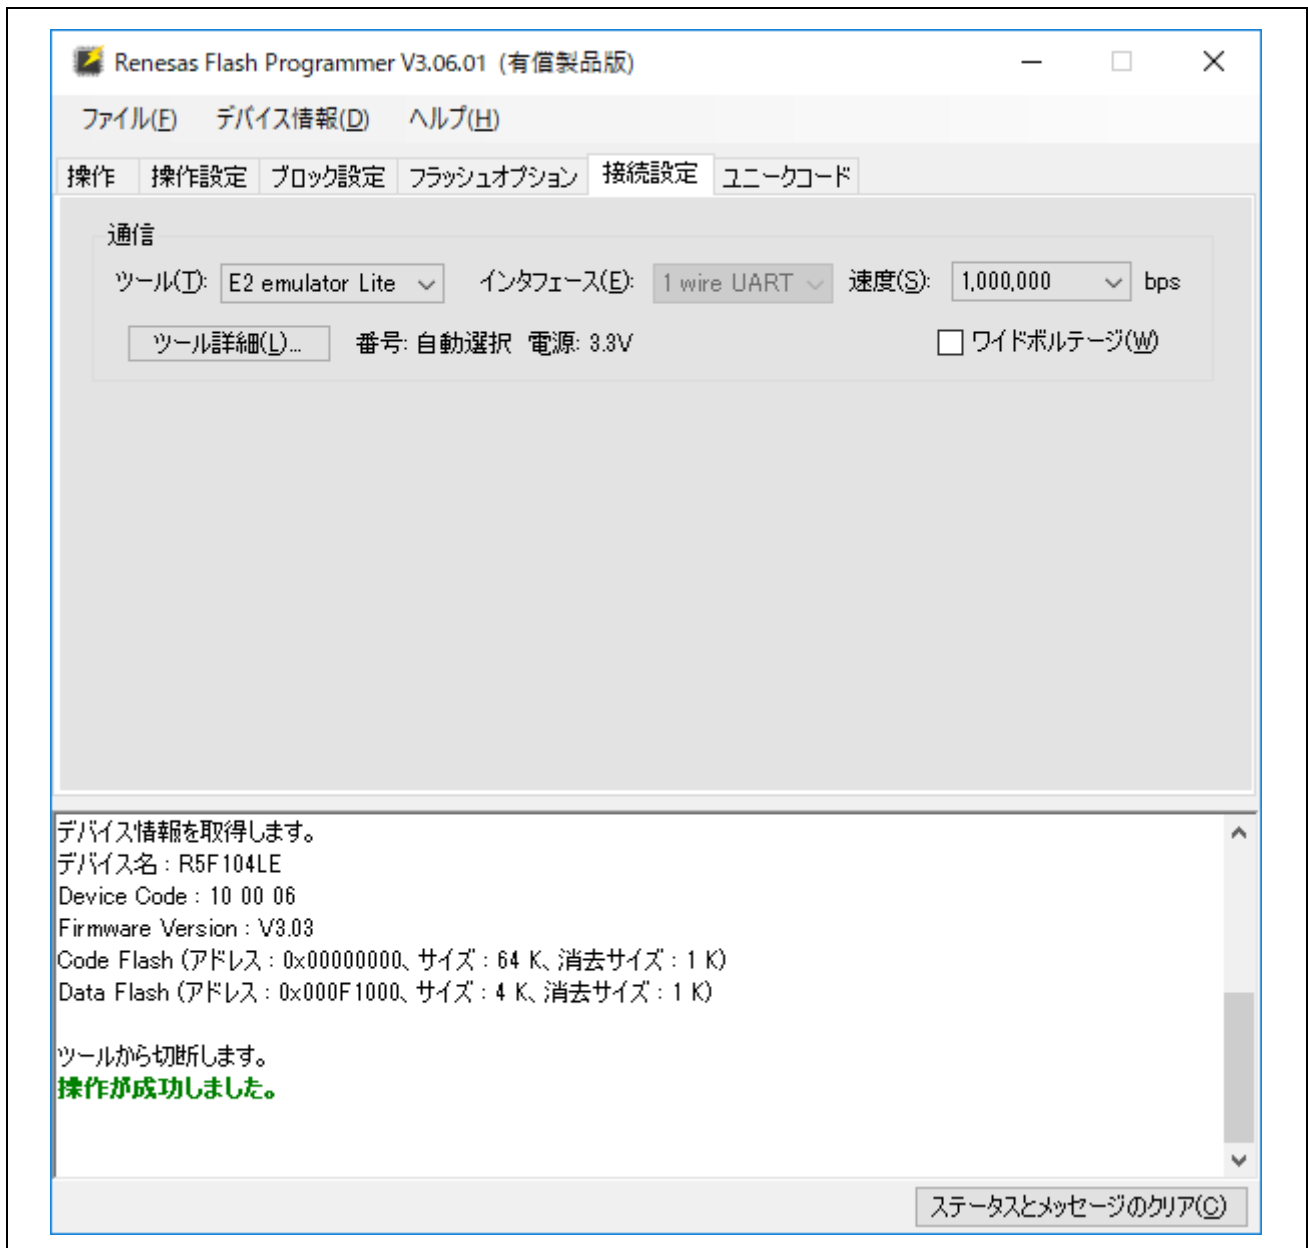 Renesas Flash Programmer V3.06.01 (有償製品版)
ファイル(F) デバイス情報(D) ヘルプ(H)
操作 操作設定 ブロック設定 フラッシュオプション 接続設定 ユニークコード
通信
ツール(T): E2 emulator Lite インタフェース(E): 1 wire UART 速度(S): 1,000,000 bps
ツール詳細(L)... 番号: 自動選択 電源: 3.3V ワイドボルテージ(W)
デバイス情報を取得します。
デバイス名 : R5F104LE
Device Code : 10 00 06
Firmware Version : V3.03
Code Flash (アドレス : 0x00000000、サイズ : 64 K、消去サイズ : 1 K)
Data Flash (アドレス : 0x000F1000、サイズ : 4 K、消去サイズ : 1 K)
ツールから切断します。
操作が成功しました。
ステータスとメッセージのクリア(C)